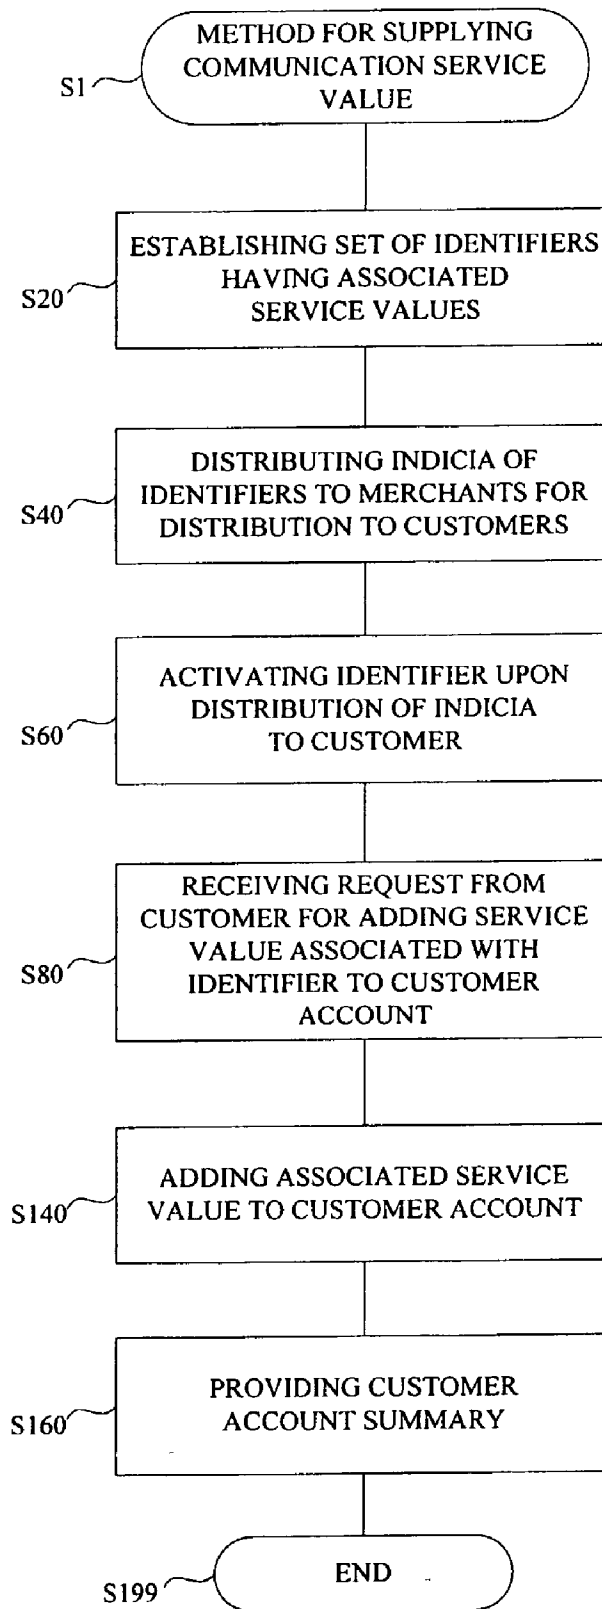 METHOD FOR SUPPLYING
COMMUNICATION SERVICE
VALUE
S1
ESTABLISHING SET OF IDENTIFIERS
HAVING ASSOCIATED
SERVICE VALUES
S20
DISTRIBUTING INDICIA OF
IDENTIFIERS TO MERCHANTS FOR
DISTRIBUTION TO CUSTOMERS
S40
ACTIVATING IDENTIFIER UPON
DISTRIBUTION OF INDICIA
TO CUSTOMER
S60
RECEIVING REQUEST FROM
CUSTOMER FOR ADDING SERVICE
VALUE ASSOCIATED WITH
IDENTIFIER TO CUSTOMER
ACCOUNT
S80
ADDING ASSOCIATED SERVICE
VALUE TO CUSTOMER ACCOUNT
S140
PROVIDING CUSTOMER
ACCOUNT SUMMARY
S160
END
S199